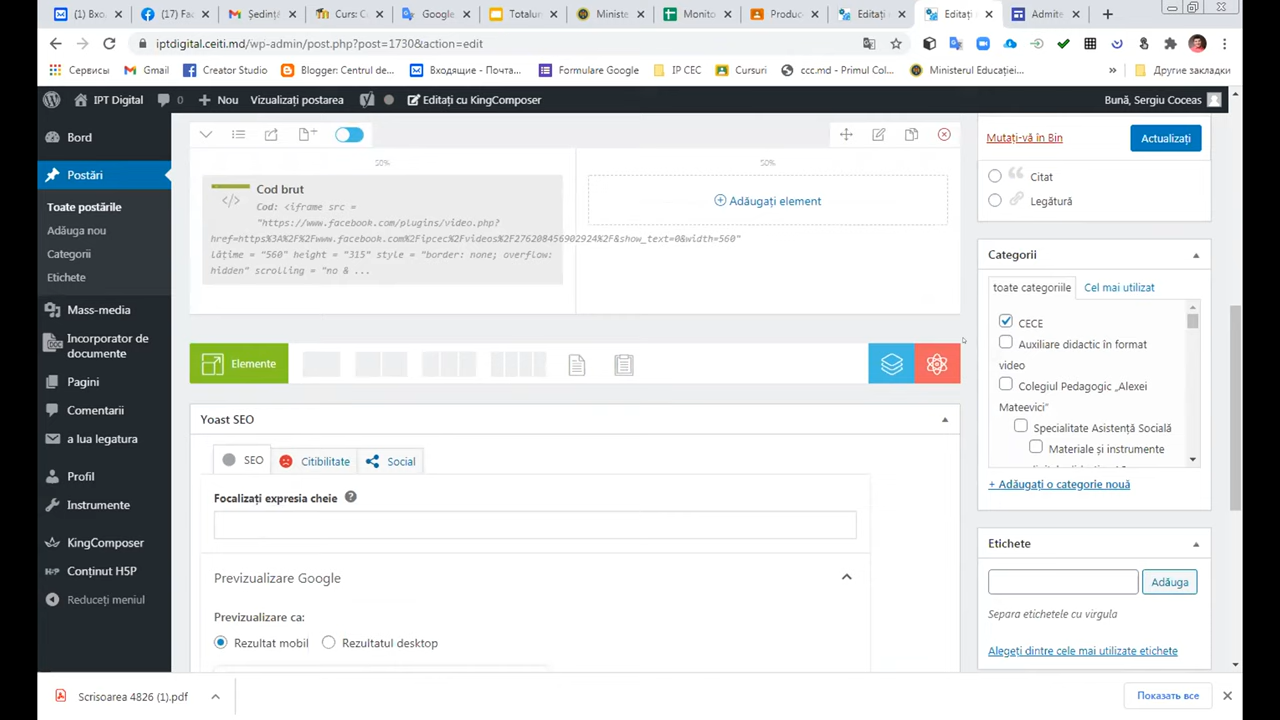 (1) Вхо
(17) Fa
Ședinț
Curs: C
Google
Totalur
Ministe
Monito
Produc
Editați
Editați
Admite
iptdigital.ceiti.md/wp-admin/post.php?post=1730&action=edit
Сервисы
Gmail
Creator Studio
Blogger: Centrul de...
Входящие - Почта...
Formulare Google
IP CEC
Cursuri
ccc.md - Primul Col...
Ministerul Educației...
»
Другие закладки
IPT Digital
0
Nou
Vizualizați postarea
Editați cu KingComposer
Bună, Sergiu Coceas
Bord
Postări
Toate postările
Adăuga nou
Categorii
Etichete
Mass-media
Incorporator de
documente
Pagini
Comentarii
a lua legatura
Profil
Instrumente
KingComposer
Conținut H5P
Reduceți meniul
50%
50%
Cod brut
Cod: <iframe src =
"https://www.facebook.com/plugins/video.php?
href=https%3A%2F%2Fwww.facebook.com%2Fipcec%2Fvideos%2F276208456902924%2F&show_text=0&width=560"
lățime = "560" height = "315" style = "border: none; overflow:
hidden" scrolling = "no & ...
Adăugați element
Elemente
Yoast SEO
SEO
Citibilitate
Social
Focalizați expresia cheie
Previzualizare Google
Previzualizare ca:
Rezultat mobil
Rezultatul desktop
Mutați-vă în Bin
Actualizați
Citat
Legătură
Categorii
toate categoriile
Cel mai utilizat
CECE
Auxiliare didactic în format
video
Colegiul Pedagogic „Alexei
Mateevici"
Specialitate Asistență Socială
Materiale și instrumente
+ Adăugați o categorie nouă
Etichete
Adăuga
Separa etichetele cu virgula
Alegeți dintre cele mai utilizate etichete
Scrisoarea 4826 (1).pdf
Показать все